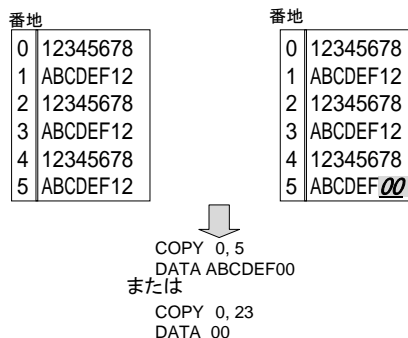 番地
0 12345678
1 ABCDEF12
2 12345678
3 ABCDEF12
4 12345678
5 ABCDEF12
番地
0 12345678
1 ABCDEF12
2 12345678
3 ABCDEF12
4 12345678
5 ABCDEF00
COPY 0, 5
DATA ABCDEF00
または
COPY 0, 23
DATA 00